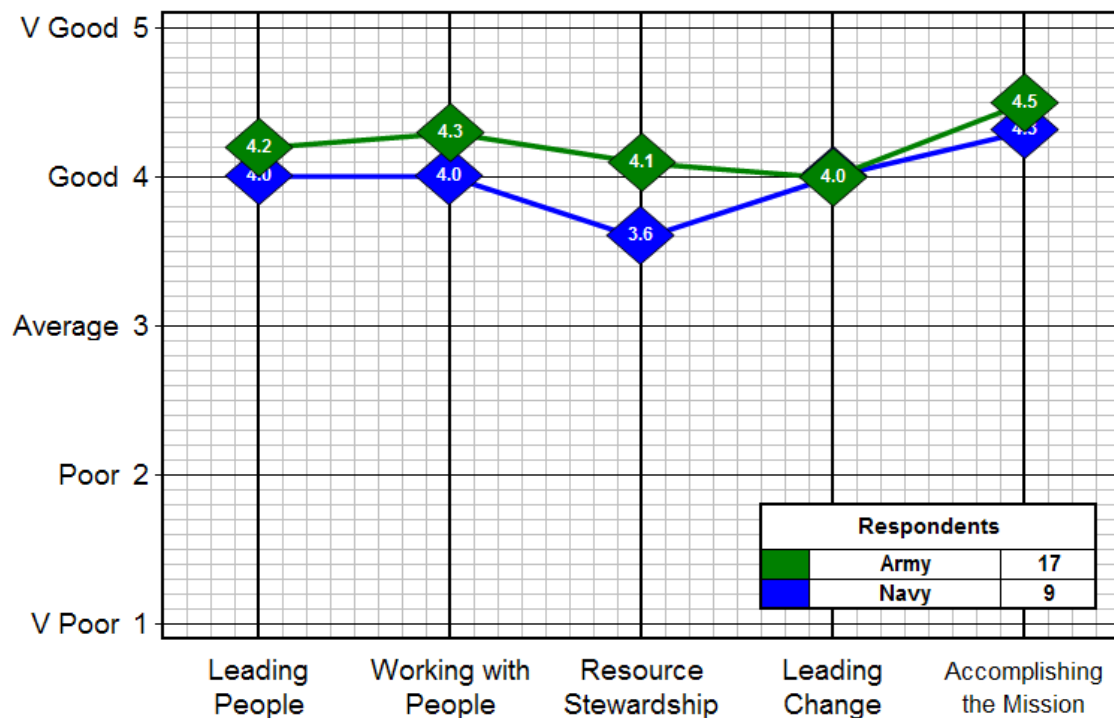 V Good 5
4.5
4.3
4.3
4.2
4.1
Good 4
4.0
4.0
4.0
3.6
Average 3
Poor 2
Respondents
Army 17
Navy 9
V Poor 1
Leading People
Working with People
Resource Stewardship
Leading Change
Accomplishing the Mission